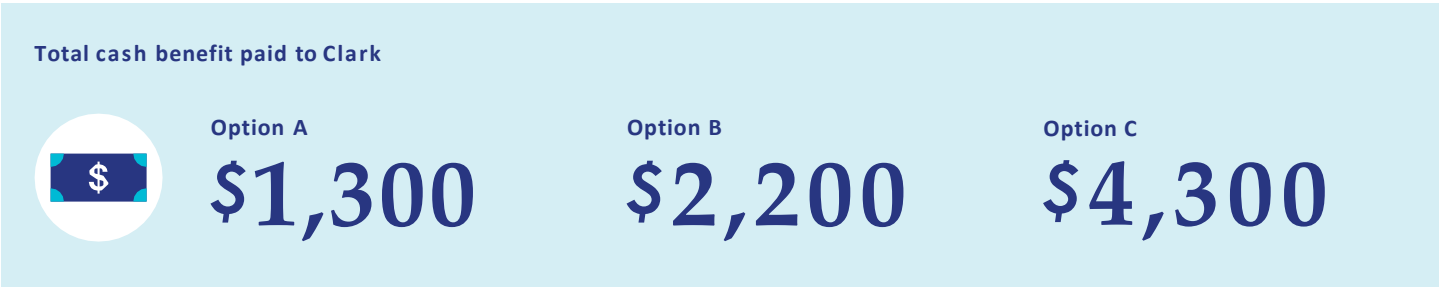 Total cash benefit paid to Clark
Option A
Option B
Option C
$
$1,300
$2,200
$4,300